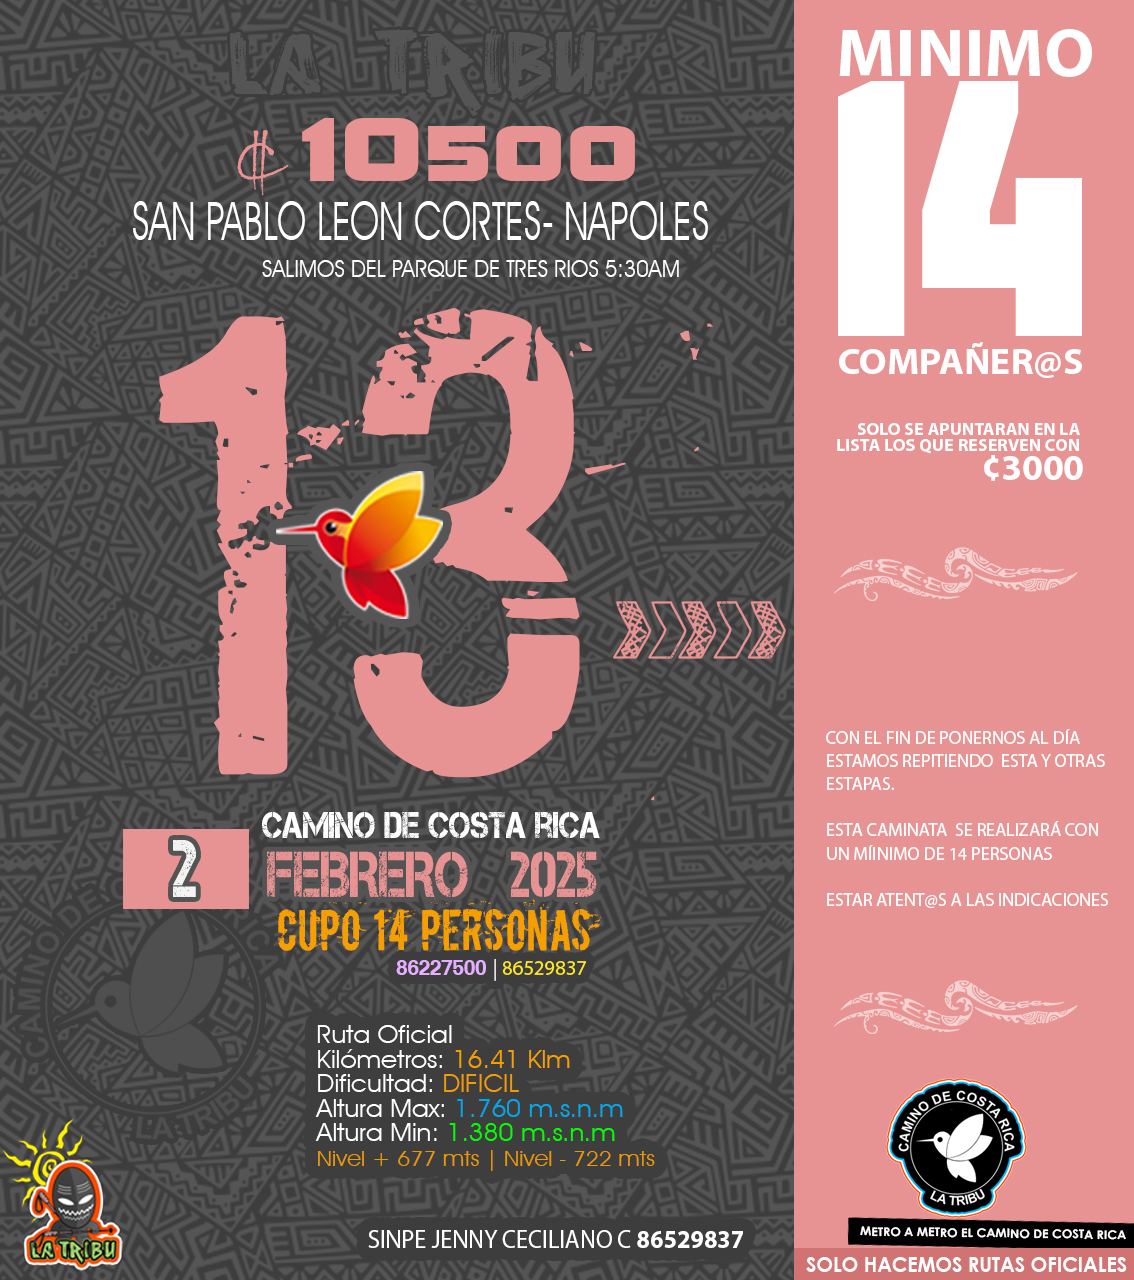 LA TRIBU
₡10500
SAN PABLO LEON CORTES- NAPOLES
SALIMOS DEL PARQUE DE TRES RIOS 5:30AM
13
CAMINO DE COSTA RICA
2
FEBRERO 2025
CUPO 14 PERSONAS
86227500 | 86529837
CAMINO
Ruta Oficial
Kilómetros: 16.41 Klm
Dificultad: DIFICIL
Altura Max: 1.760 m.s.n.m
Altura Min: 1.380 m.s.n.m
Nivel + 677 mts | Nivel - 722 mts
LA TRIBU
SINPE JENNY CECILIANO C 86529837
MINIMO
14
COMPAÑER@S
SOLO SE APUNTARAN EN LA
LISTA LOS QUE RESERVEN CON
¢3000
CON EL FIN DE PONERNOS AL DÍA
ESTAMOS REPITIENDO ESTA Y OTRAS
ESTAPAS.
ESTA CAMINATA SE REALIZARÁ CON
UN MÍINIMO DE 14 PERSONAS
ESTAR ATENT@S A LAS INDICACIONES
CAMINO DE COSTA RICA
LA TRIBU
METRO A METRO EL CAMINO DE COSTA RICA
SOLO HACEMOS RUTAS OFICIALES